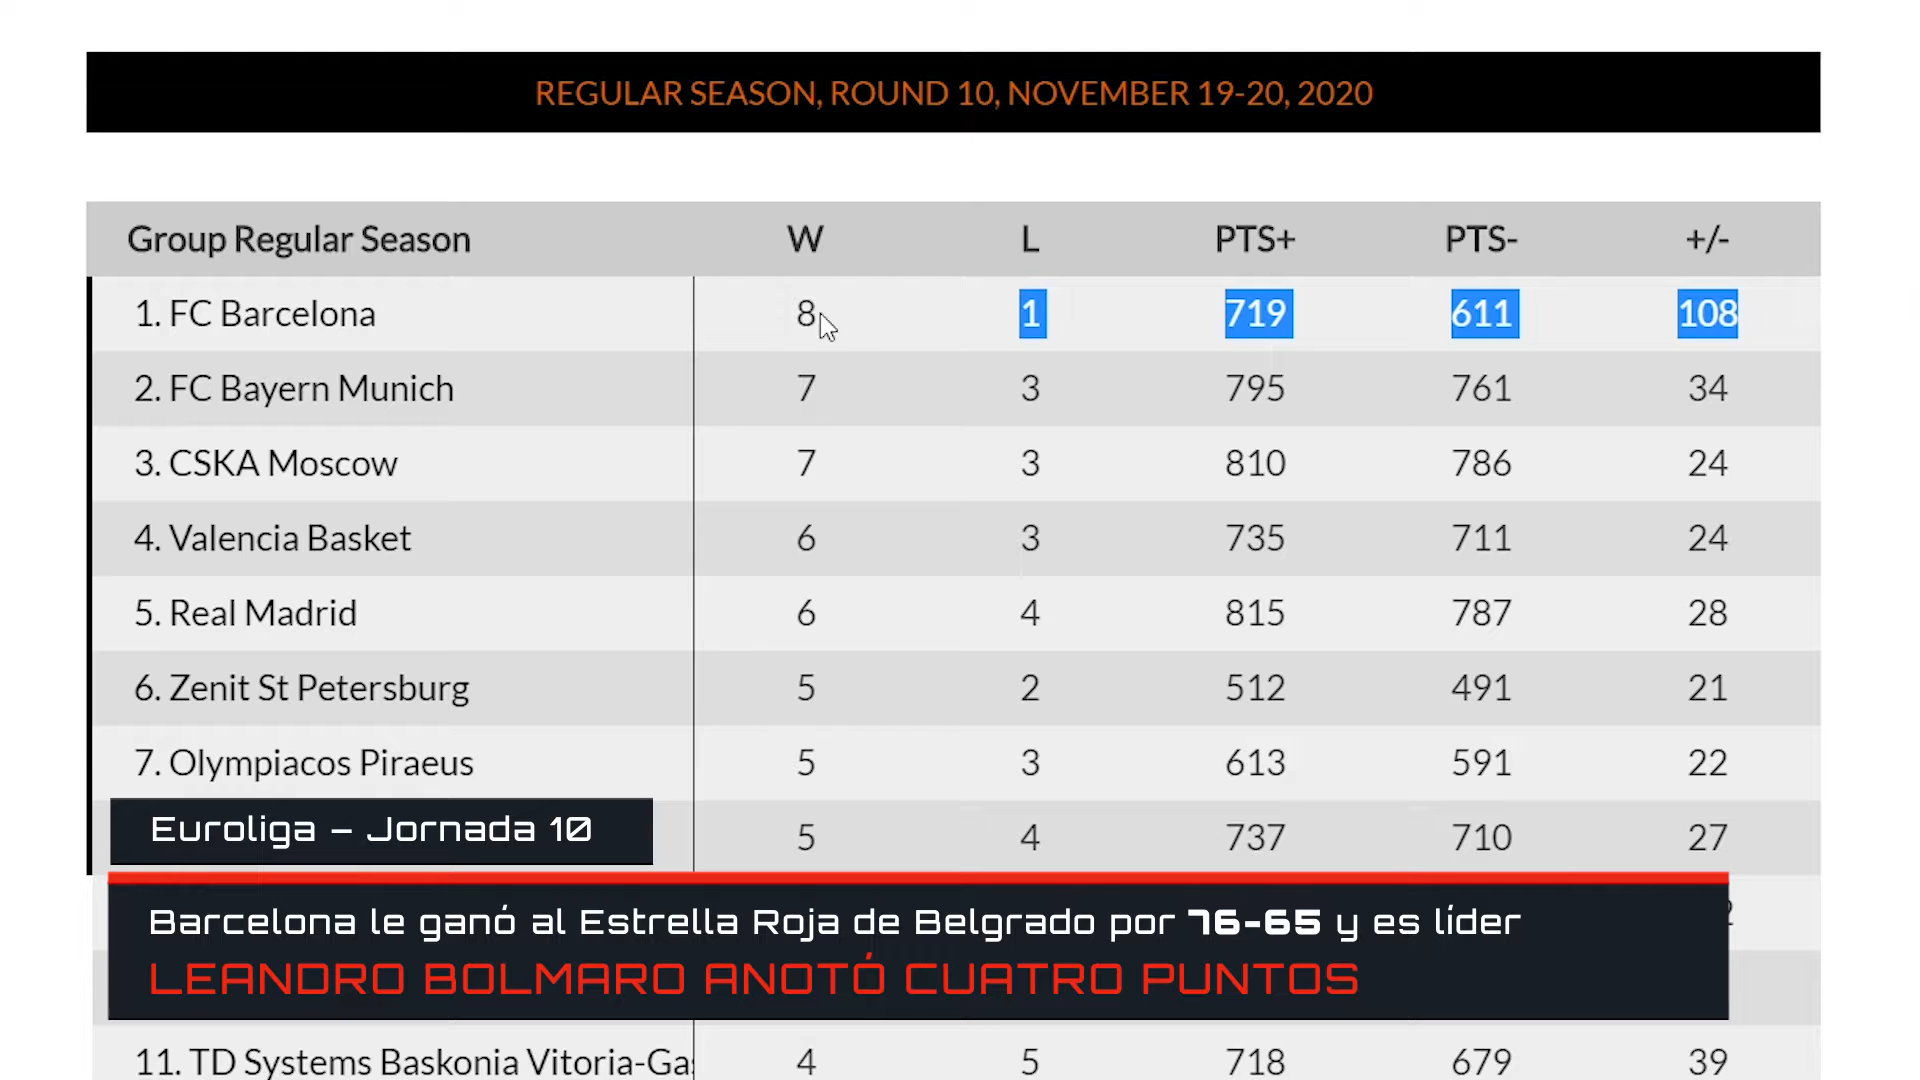 REGULAR SEASON, ROUND 10, NOVEMBER 19-20, 2020
Group Regular Season W L PTS+ PTS- +/-
1. FC Barcelona 8 1 719 611 108
2. FC Bayern Munich 7 3 795 761 34
3. CSKA Moscow 7 3 810 786 24
4. Valencia Basket 6 3 735 711 24
5. Real Madrid 6 4 815 787 28
6. Zenit St Petersburg 5 2 512 491 21
7. Olympiacos Piraeus 5 3 613 591 22
5 4 737 710 27
Euroliga – Jornada 10
Barcelona le ganó al Estrella Roja de Belgrado por 76-65 y es líder
LEANDRO BOLMARO ANOTÓ CUATRO PUNTOS
11. TD Systems Baskonia Vitoria-Gas 4 5 718 679 39